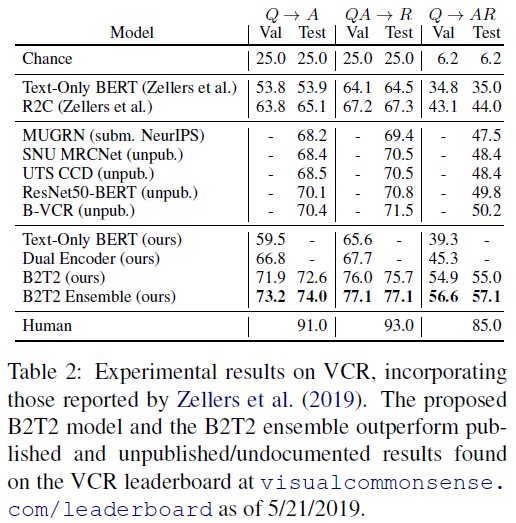 Q → A QA → R Q → AR
Model Val Test Val Test Val Test
Chance 25.0 25.0 25.0 25.0 6.2 6.2
Text-Only BERT (Zellers et al.) 53.8 53.9 64.1 64.5 34.8 35.0
R2C (Zellers et al.) 63.8 65.1 67.2 67.3 43.1 44.0
MUGRN (subm. NeurIPS) - 68.2 - 69.4 - 47.5
SNU MRCNet (unpub.) - 68.4 - 70.5 - 48.4
UTS CCD (unpub.) - 68.5 - 70.5 - 48.4
ResNet50-BERT (unpub.) - 70.1 - 70.8 - 49.8
B-VCR (unpub.) - 70.4 - 71.5 - 50.2
Text-Only BERT (ours) 59.5 - 65.6 - 39.3 -
Dual Encoder (ours) 66.8 - 67.7 - 45.3 -
B2T2 (ours) 71.9 72.6 76.0 75.7 54.9 55.0
B2T2 Ensemble (ours) 73.2 74.0 77.1 77.1 56.6 57.1
Human 91.0 93.0 85.0
Table 2: Experimental results on VCR, incorporating
those reported by Zellers et al. (2019). The proposed
B2T2 model and the B2T2 ensemble outperform pub-
lished and unpublished/undocumented results found
on the VCR leaderboard at visualcommonsense.
com/leaderboard as of 5/21/2019.